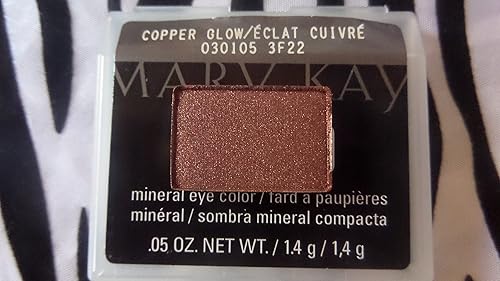 COPPER GLOW/ÉCLAT CUIVRÉ
030105 3F22
MARY KAY
mineral eye color / fard à paupières
minéral / sombra mineral compacta
.05 OZ. NET WT. / 1.4 g / 1,4 g